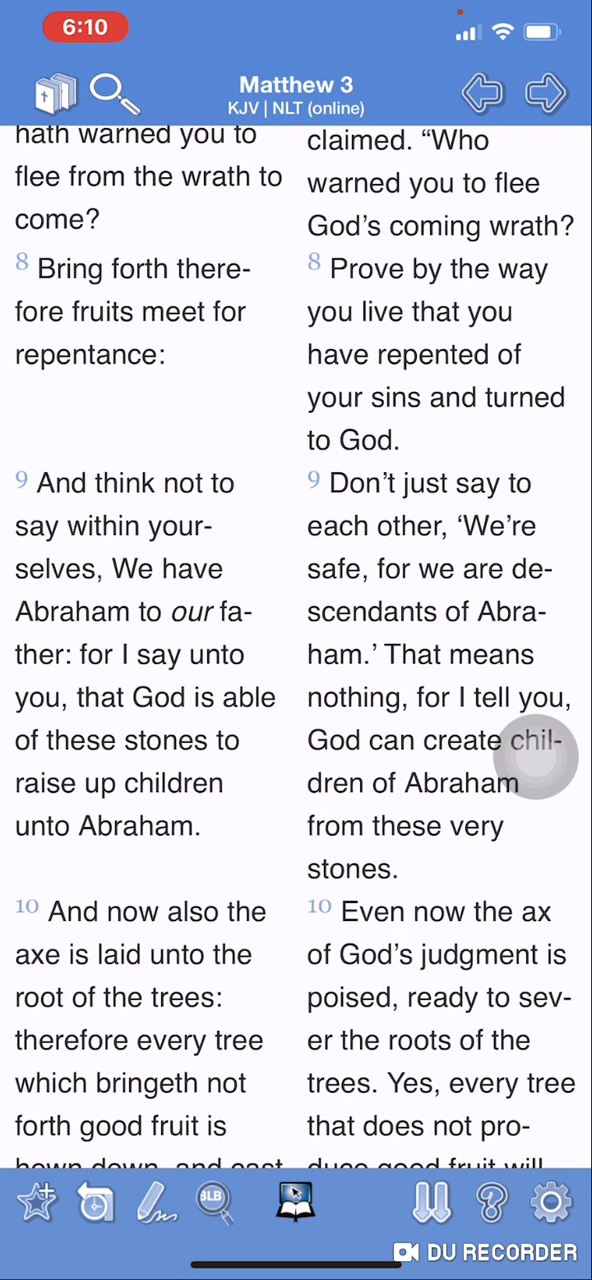 6:10
Matthew 3
KJV | NLT (online)
hath warned you to
flee from the wrath to
come?
8 Bring forth there-
fore fruits meet for
repentance:
9 And think not to
say within your-
selves, We have
Abraham to our fa-
ther: for I say unto
you, that God is able
of these stones to
raise up children
unto Abraham.
10 And now also the
axe is laid unto the
root of the trees:
therefore every tree
which bringeth not
forth good fruit is
hewn down, and cast
claimed. “Who
warned you to flee
God’s coming wrath?
8 Prove by the way
you live that you
have repented of
your sins and turned
to God.
9 Don’t just say to
each other, ‘We’re
safe, for we are de-
scendants of Abra-
ham.’ That means
nothing, for I tell you,
God can create chil-
dren of Abraham
from these very
stones.
10 Even now the ax
of God’s judgment is
poised, ready to sev-
er the roots of the
trees. Yes, every tree
that does not pro-
duce good fruit will
BLB
DU RECORDER